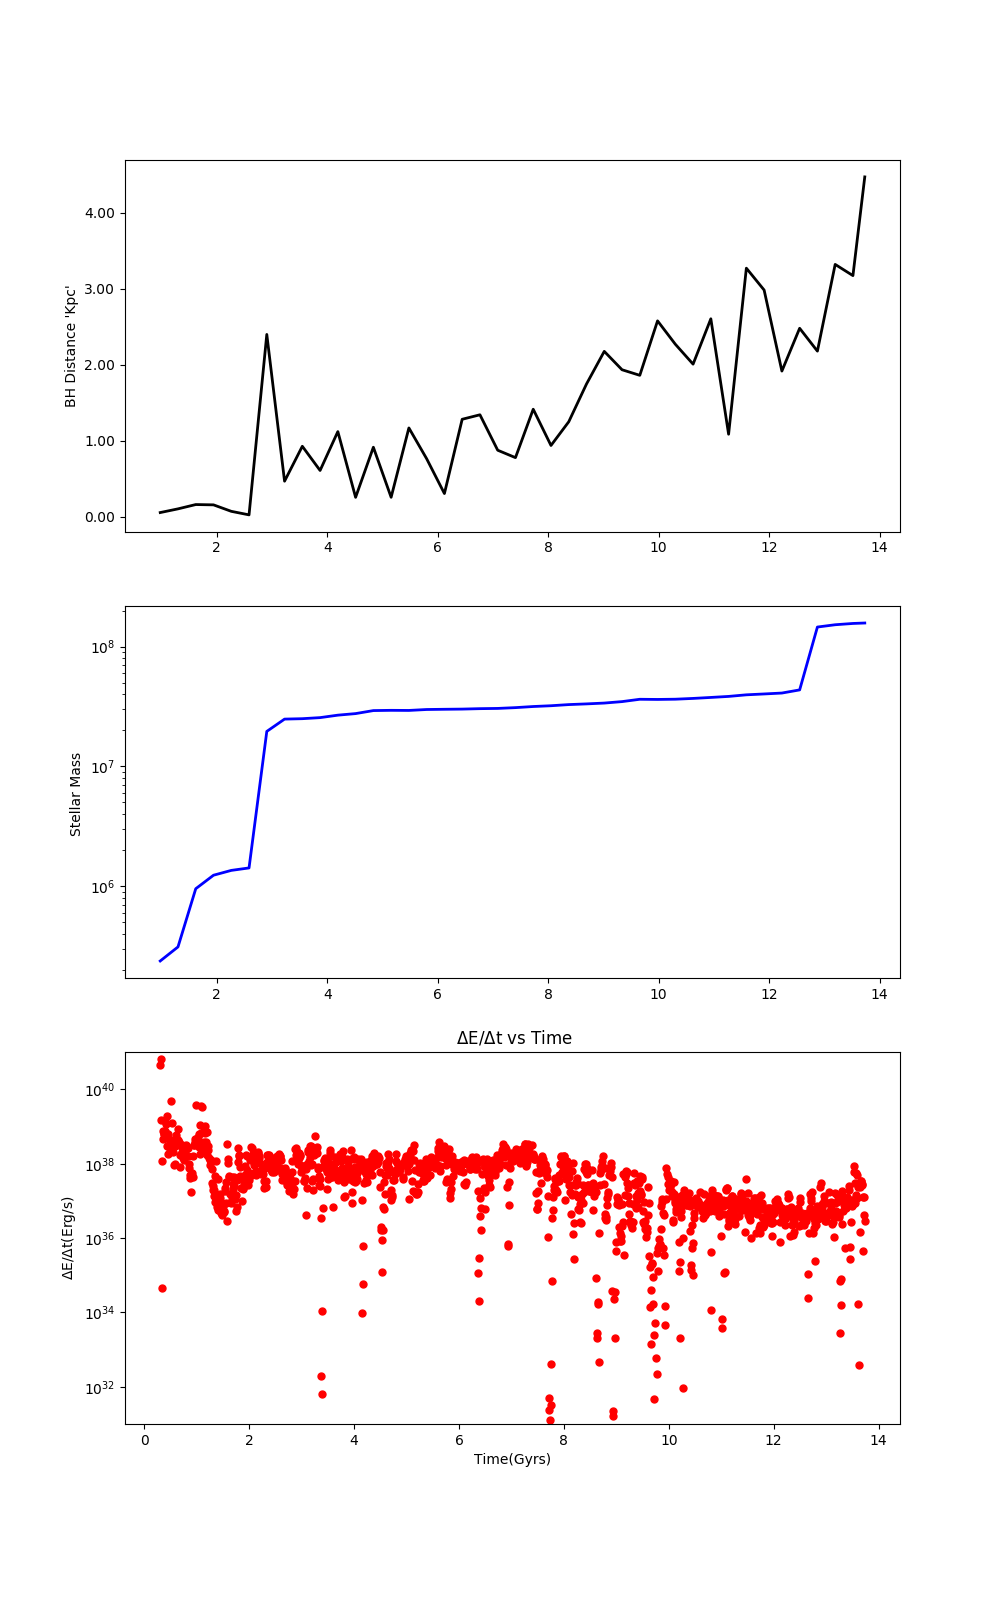 4.00
3.00
2.00
1.00
0.00
BH Distance 'Kpc'
2 4 6 8 10 12 14
10^8
10^7
10^6
Stellar Mass
2 4 6 8 10 12 14
ΔE/Δt vs Time
10^40
10^38
10^36
10^34
10^32
ΔE/Δt(Erg/s)
0 2 4 6 8 10 12 14
Time(Gyrs)